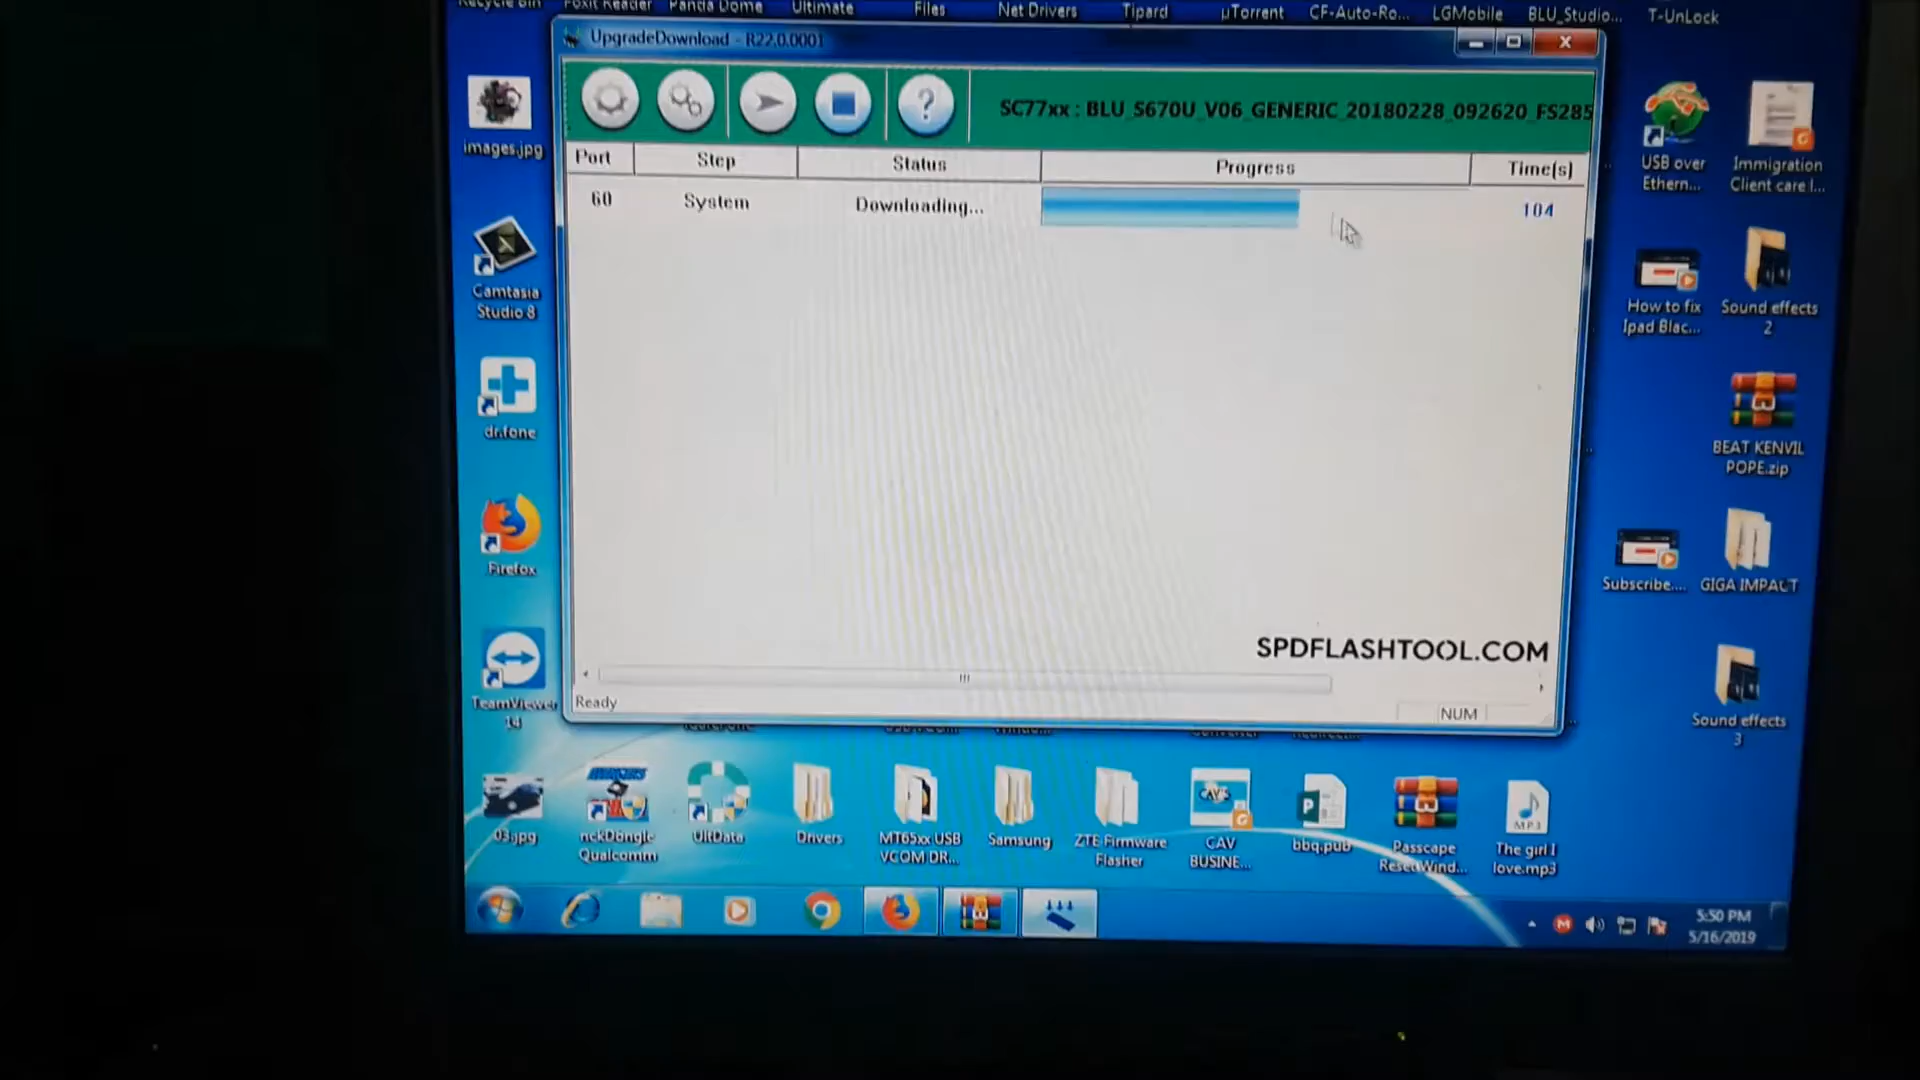 Recycle Bin
Foxit Reader
Panda Dome
Ultimate
Files
Net Drivers
Tipard
µTorrent
CF-Auto-Ro...
LGMobile
BLU_Studio...
T-UnLock
UpgradeDownload - R22.0.0001
SC77xx : BLU_S670U_V06_GENERIC_20180228_092620_FS285
Port
Step
Status
Progress
Time(s)
60
System
Downloading...
104
SPDFLASHTOOL.COM
Ready
NUM
images.jpg
Camtasia
Studio 8
dr.fone
Firefox
TeamViewer
14
USB over
Ethern...
Immigration
Client care l...
How to fix
Ipad Blac...
Sound effects
2
BEAT KENVIL
POPE.zip
Subscribe....
GIGA IMPACT
Sound effects
3
03.jpg
nckDongle
Qualcomm
UltData
Drivers
MT65xx USB
VCOM DR...
Samsung
ZTE Firmware
Flasher
CAV
BUSINE...
bbq.pub
Passcape
ResetWind...
MP3
The girl I
love.mp3
5:50 PM
5/16/2019